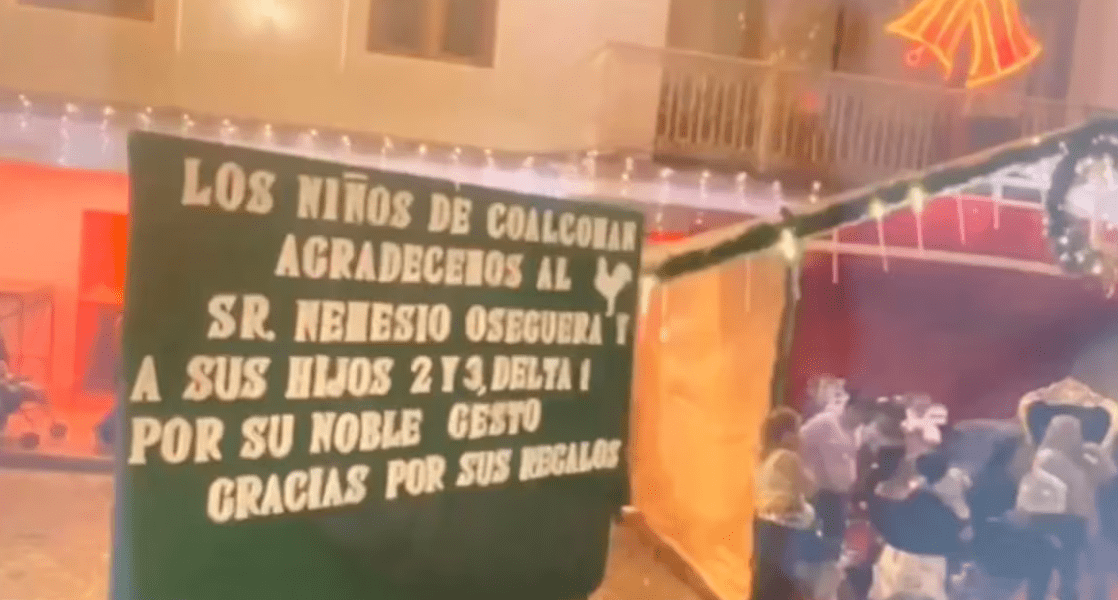 LOS NIÑOS DE COALCOMAN
AGRADECEMOS AL
SR. NEMESIO OSEGUERA Y
A SUS HIJOS 2 Y 3, DELTA 1
POR SU NOBLE GESTO
GRACIAS POR SUS REGALOS